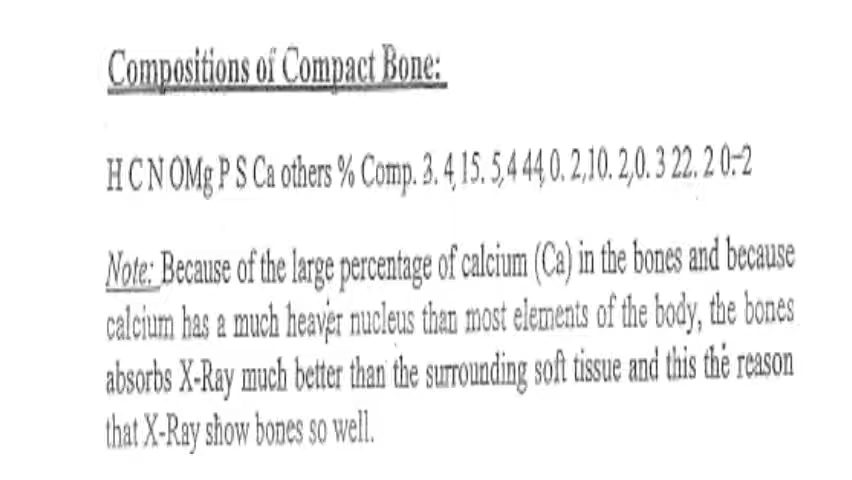 Compositions of Compact Bone:
H C N OMg P S Ca others % Comp. 3. 4, 15. 5,4 44, 0. 2,10. 2,0. 3 22. 2 0.-2
Note: Because of the large percentage of calcium (Ca) in the bones and because
calcium has a much heaver nucleus than most elements of the body, the bones
absorbs X-Ray much better than the surrounding soft tissue and this the reason
that X-Ray show bones so well.